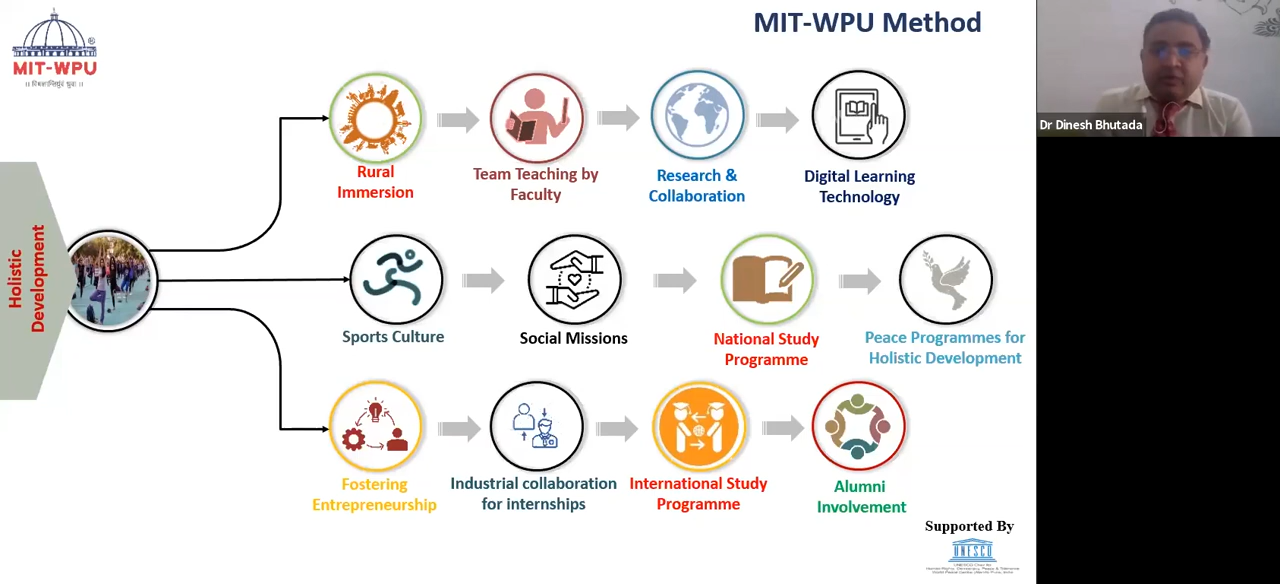 MIT-WPU Method
®
MIT-WPU
Dr Dinesh Bhutada
Holistic
Development
Rural
Immersion
Team Teaching by
Faculty
Research &
Collaboration
Digital Learning
Technology
Sports Culture
Social Missions
National Study
Programme
Peace Programmes for
Holistic Development
Fostering
Entrepreneurship
Industrial collaboration
for internships
International Study
Programme
Alumni
Involvement
Supported By
UNESCO